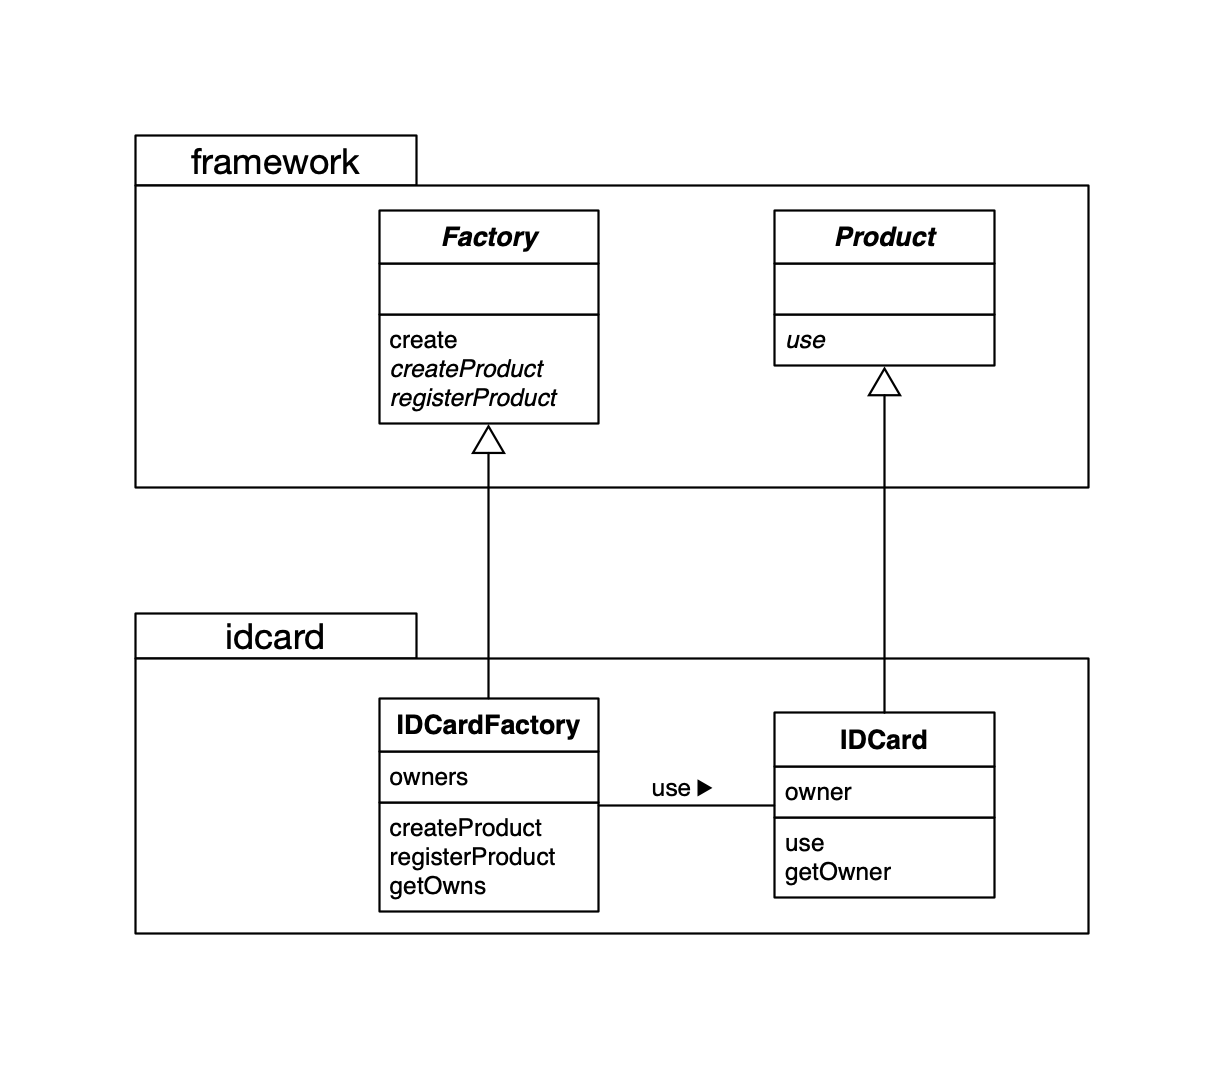 framework
Factory
create
createProduct
registerProduct
Product
use
idcard
IDCardFactory
owners
createProduct
registerProduct
getOwns
use ▶
IDCard
owner
use
getOwner